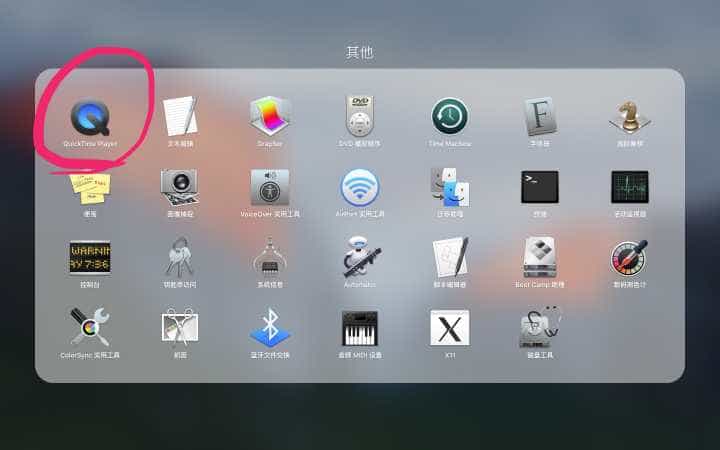 其他
QuickTime Player
文本编辑
Grapher
DVD 播放程序
Time Machine
字体册
国际象棋
便笺
图像捕捉
VoiceOver 实用工具
AirPort 实用工具
迁移助理
终端
活动监视器
WARNIN
AY 7:36
控制台
钥匙串访问
系统信息
Automator
脚本编辑器
Boot Camp 助理
数码测色计
ColorSync 实用工具
抓图
蓝牙文件交换
音频 MIDI 设置
X11
磁盘工具